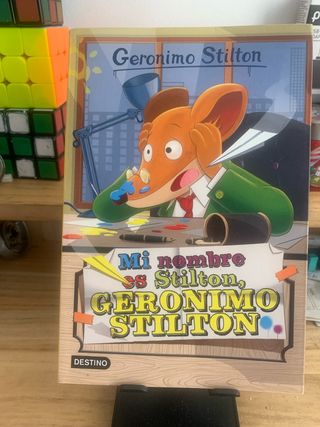 Geronimo Stilton
Mi nombre
es Stilton,
GERONIMO
STILTON
DESTINO